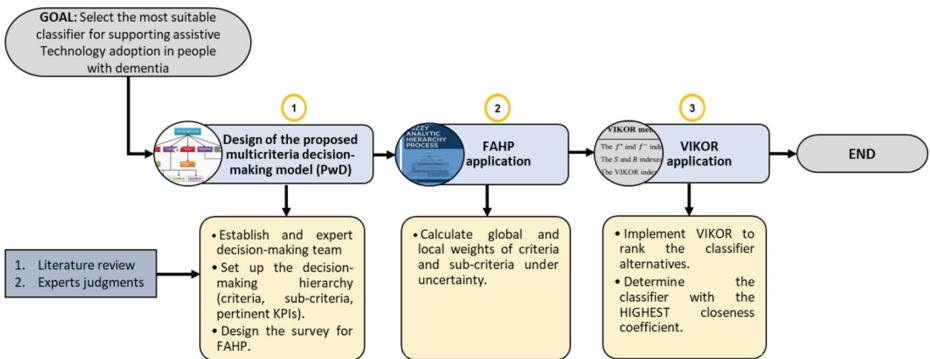 GOAL: Select the most suitable
classifier for supporting assistive
Technology adoption in people
with dementia
1
2
3
Design of the proposed
multicriteria decision-
making model (PwD)
FUZZY
ANALYTIC
HIERARCHY
PROCESS
FAHP
application
VIKOR met
The f* and f⁻ inde
The S and R indexes
The VIKOR index
VIKOR
application
END
1. Literature review
2. Experts judgments
• Establish and expert
decision-making team
• Set up the decision-
making hierarchy
(criteria, sub-criteria,
pertinent KPIs).
• Design the survey for
FAHP.
• Calculate global and
local weights of criteria
and sub-criteria under
uncertainty.
• Implement VIKOR to
rank the classifier
alternatives.
• Determine the
classifier with the
HIGHEST closeness
coefficient.